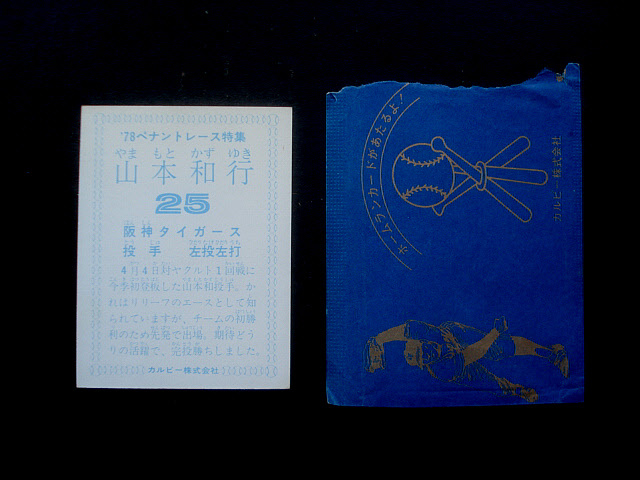 '78ペナントレース特集
やま もと かず ゆき
山本和行
25
阪神タイガース
投手 左投左打
4月4日対ヤクルト1回戦に
今季初登板した山本和投手。か
れはリリーフのエースとして知
られていますが、チームの初勝
利のため先発で出場。期待どう
りの活躍で、完投勝ちしました。
カルビー株式会社
ホームランカードがあたるよ!
カルビー株式会社